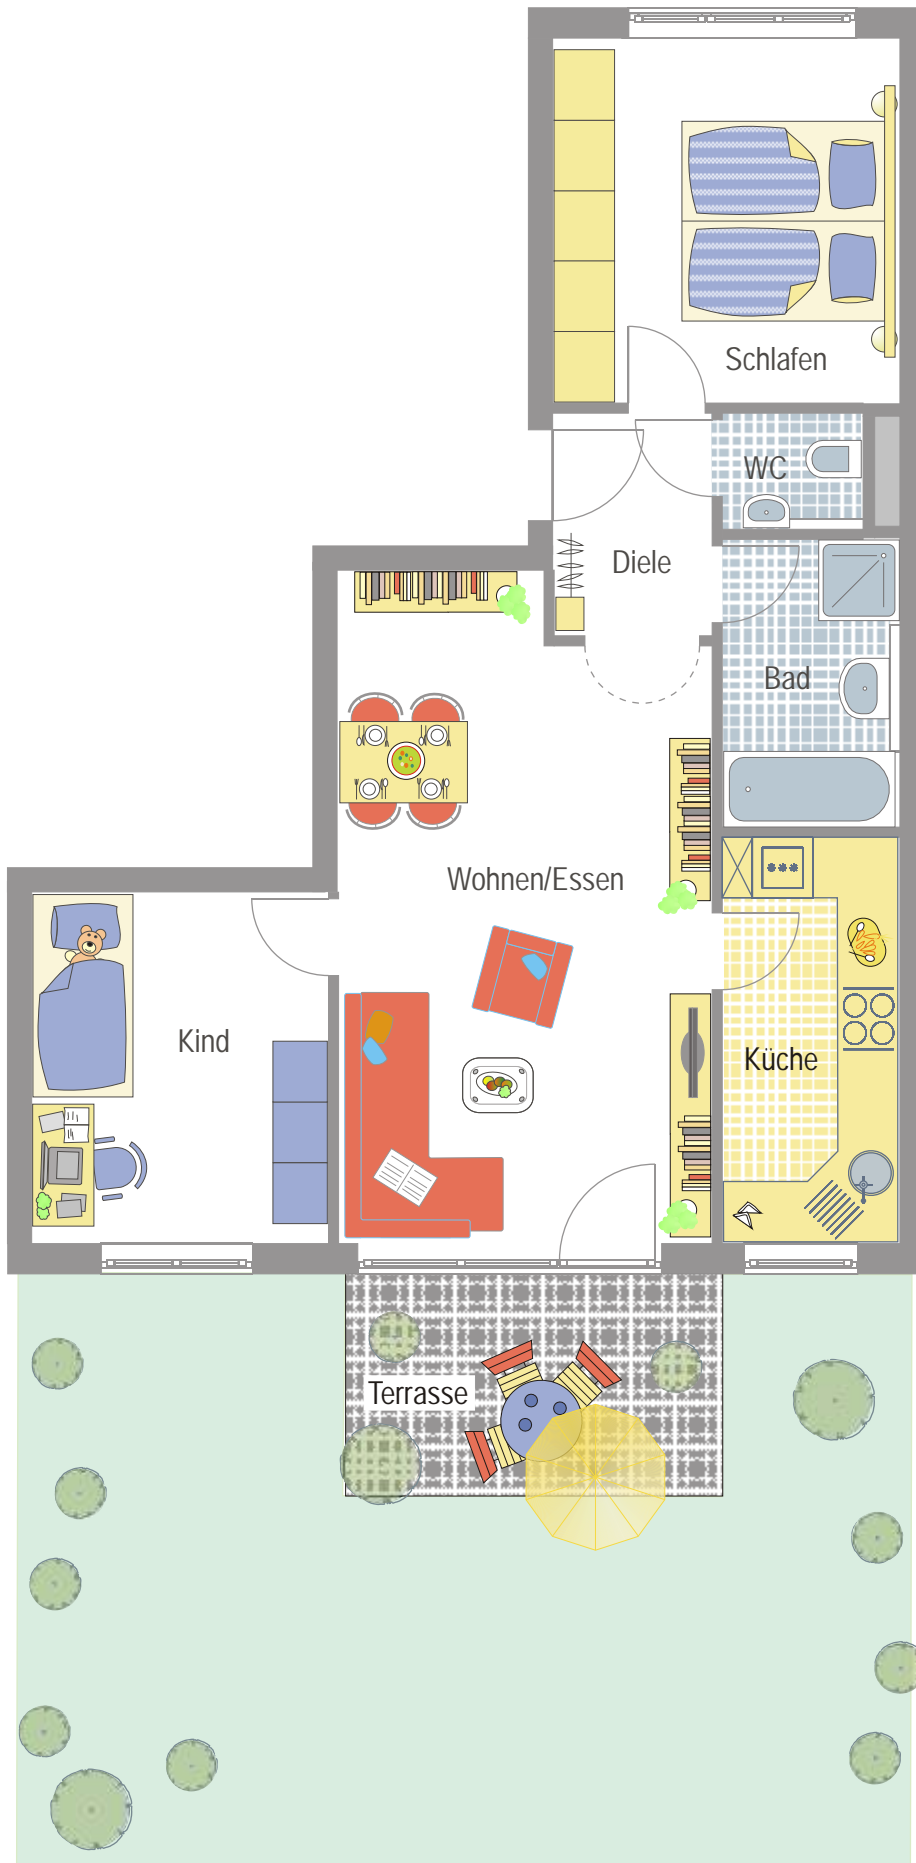 Schlafen
WC
Diele
Bad
Wohnen/Essen
Kind
Küche
Terrasse